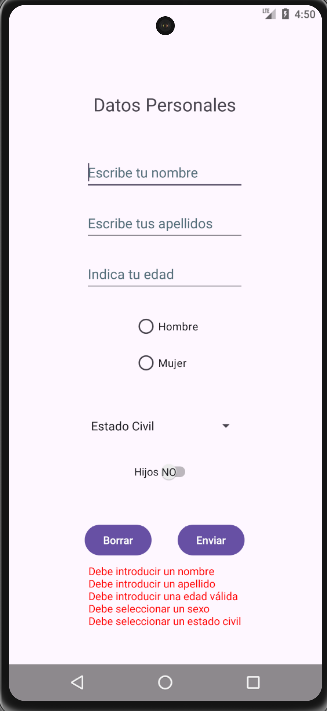 LTE 4:50
Datos Personales
Escribe tu nombre
Escribe tus apellidos
Indica tu edad
Hombre
Mujer
Estado Civil
Hijos NO
Borrar Enviar
Debe introducir un nombre
Debe introducir un apellido
Debe introducir una edad válida
Debe seleccionar un sexo
Debe seleccionar un estado civil